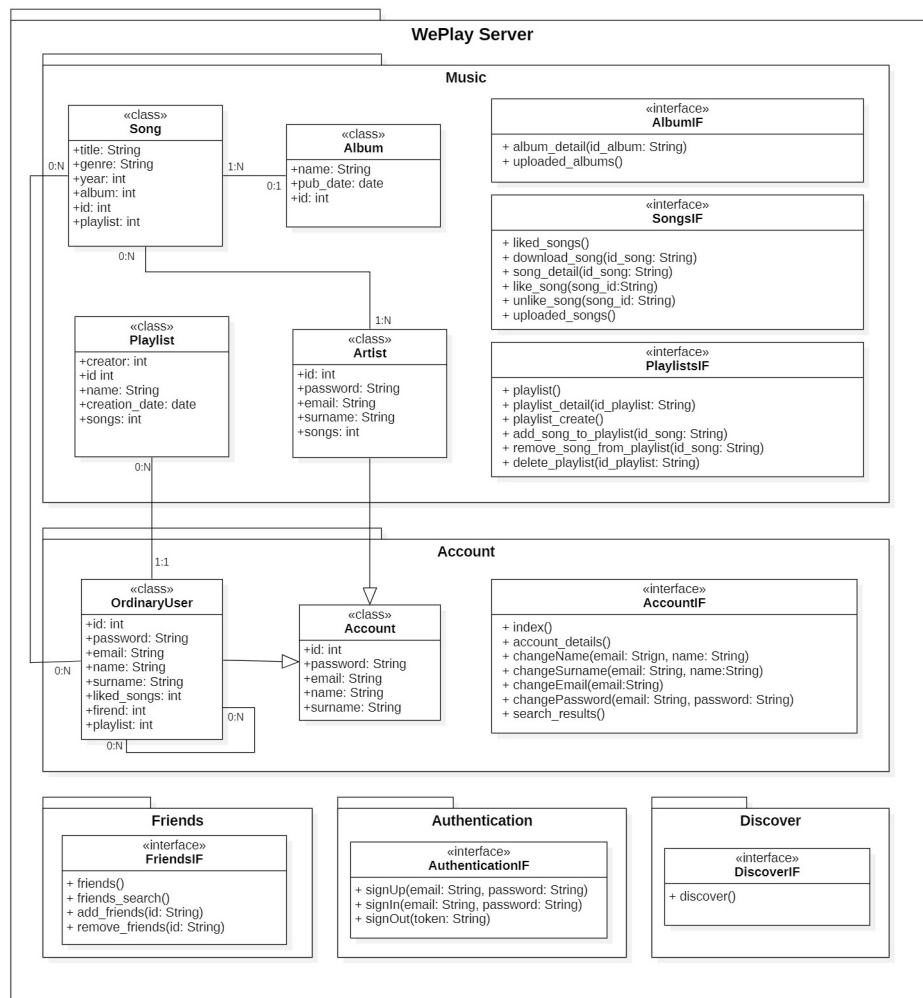 WePlay Server
Music
«class»
Song
+title: String
+genre: String
+year: int
+album: int
+id: int
+playlist: int
0:N
1:N
0:1
0:N
«class»
Album
+name: String
+pub_date: date
+id: int
«interface»
AlbumIF
+ album_detail(id_album: String)
+ uploaded_albums()
«interface»
SongsIF
+ liked_songs()
+ download_song(id_song: String)
+ song_detail(id_song: String)
+ like_song(song_id:String)
+ unlike_song(song_id: String)
+ uploaded_songs()
«class»
Playlist
+creator: int
+id int
+name: String
+creation_date: date
+songs: int
0:N
1:N
«class»
Artist
+id: int
+password: String
+email: String
+surname: String
+songs: int
«interface»
PlaylistsIF
+ playlist()
+ playlist_detail(id_playlist: String)
+ playlist_create()
+ add_song_to_playlist(id_song: String)
+ remove_song_from_playlist(id_song: String)
+ delete_playlist(id_playlist: String)
Account
1:1
«class»
OrdinaryUser
+id: int
+password: String
+email: String
+name: String
+surname: String
+liked_songs: int
+firend: int
+playlist: int
0:N
0:N
0:N
«class»
Account
+id: int
+password: String
+email: String
+name: String
+surname: String
«interface»
AccountIF
+ index()
+ account_details()
+ changeName(email: Strign, name: String)
+ changeSurname(email: String, name:String)
+ changeEmail(email:String)
+ changePassword(email: String, password: String)
+ search_results()
Friends
«interface»
FriendsIF
+ friends()
+ friends_search()
+ add_friends(id: String)
+ remove_friends(id: String)
Authentication
«interface»
AuthenticationIF
+ signUp(email: String, password: String)
+ signIn(email: String, password: String)
+ signOut(token: String)
Discover
«interface»
DiscoverIF
+ discover()